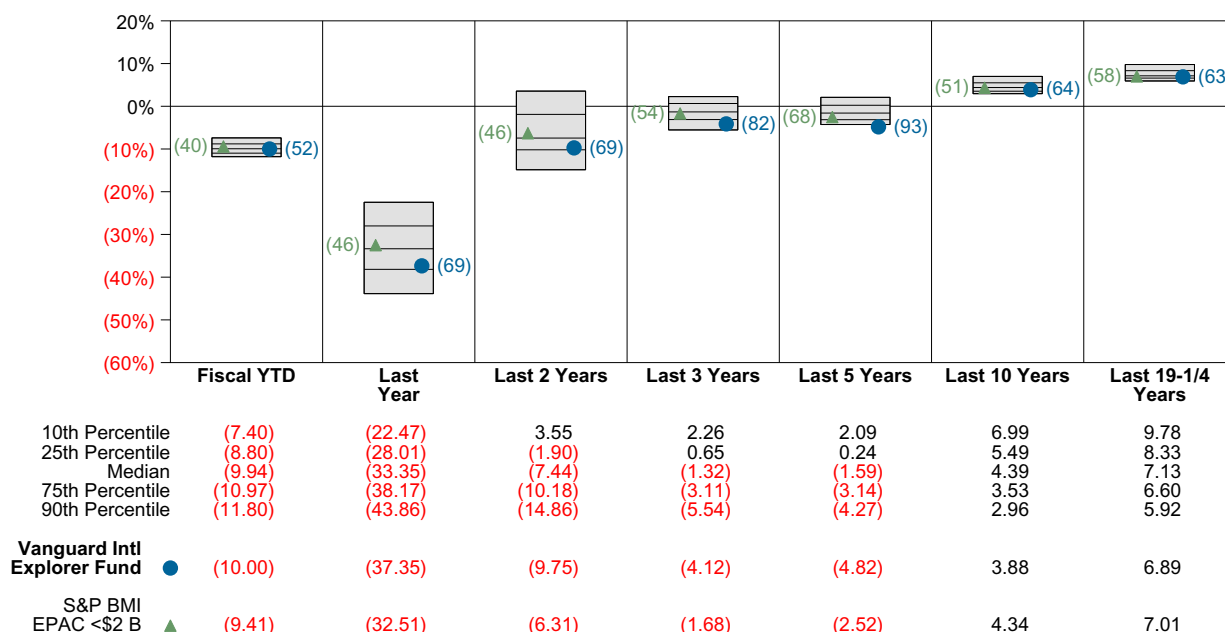 20%
10%
0%
(10%)
(20%)
(30%)
(40%)
(50%)
(60%)
(40) (52)
(46) (69)
(46) (69)
(54) (82)
(68) (93)
(51) (64)
(58) (63
Fiscal YTD Last Year Last 2 Years Last 3 Years Last 5 Years Last 10 Years Last 19-1/4 Years
10th Percentile (7.40) (22.47) 3.55 2.26 2.09 6.99 9.78
25th Percentile (8.80) (28.01) (1.90) 0.65 0.24 5.49 8.33
Median (9.94) (33.35) (7.44) (1.32) (1.59) 4.39 7.13
75th Percentile (10.97) (38.17) (10.18) (3.11) (3.14) 3.53 6.60
90th Percentile (11.80) (43.86) (14.86) (5.54) (4.27) 2.96 5.92
Vanguard Intl
Explorer Fund (10.00) (37.35) (9.75) (4.12) (4.82) 3.88 6.89
S&P BMI
EPAC <$2 B (9.41) (32.51) (6.31) (1.68) (2.52) 4.34 7.01